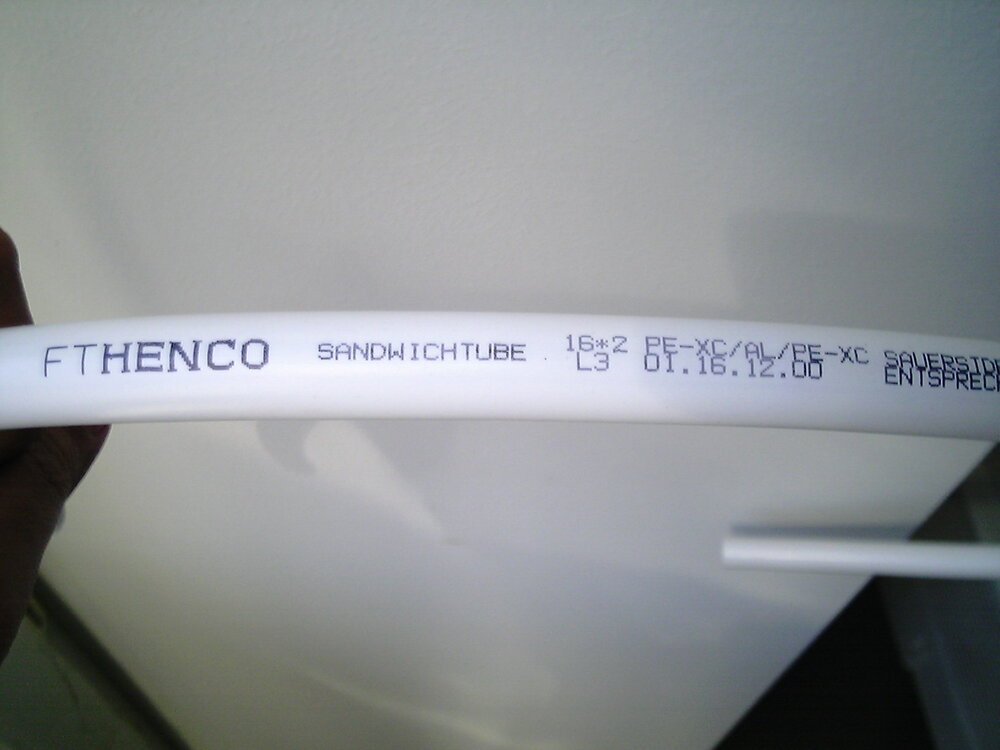 FTHENCO SANDWICHTUBE 16*2 PE-XC/AL/PE-XC
L3 01.16.12.00